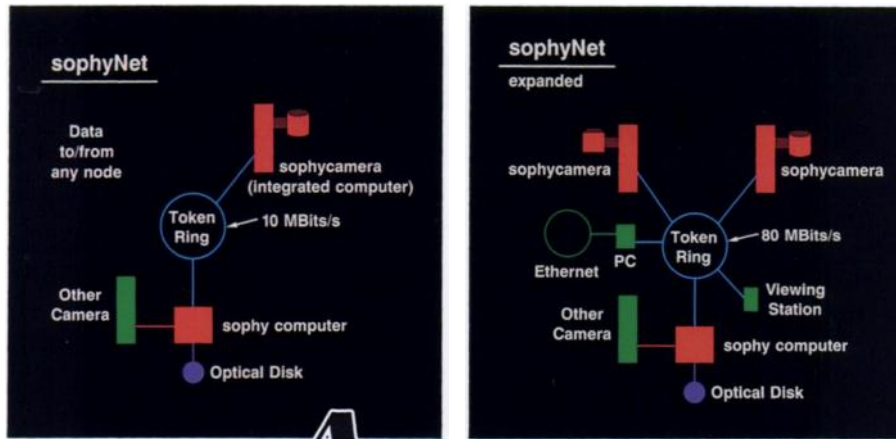 sophyNet
Data
to/from
any node
sophycamera
(integrated computer)
Token
Ring
10 MBits/s
Other
Camera
sophy computer
Optical Disk
sophyNet
expanded
sophycamera
sophycamera
Token
Ring
80 MBits/s
Ethernet
PC
Viewing
Station
Other
Camera
sophy computer
Optical Disk